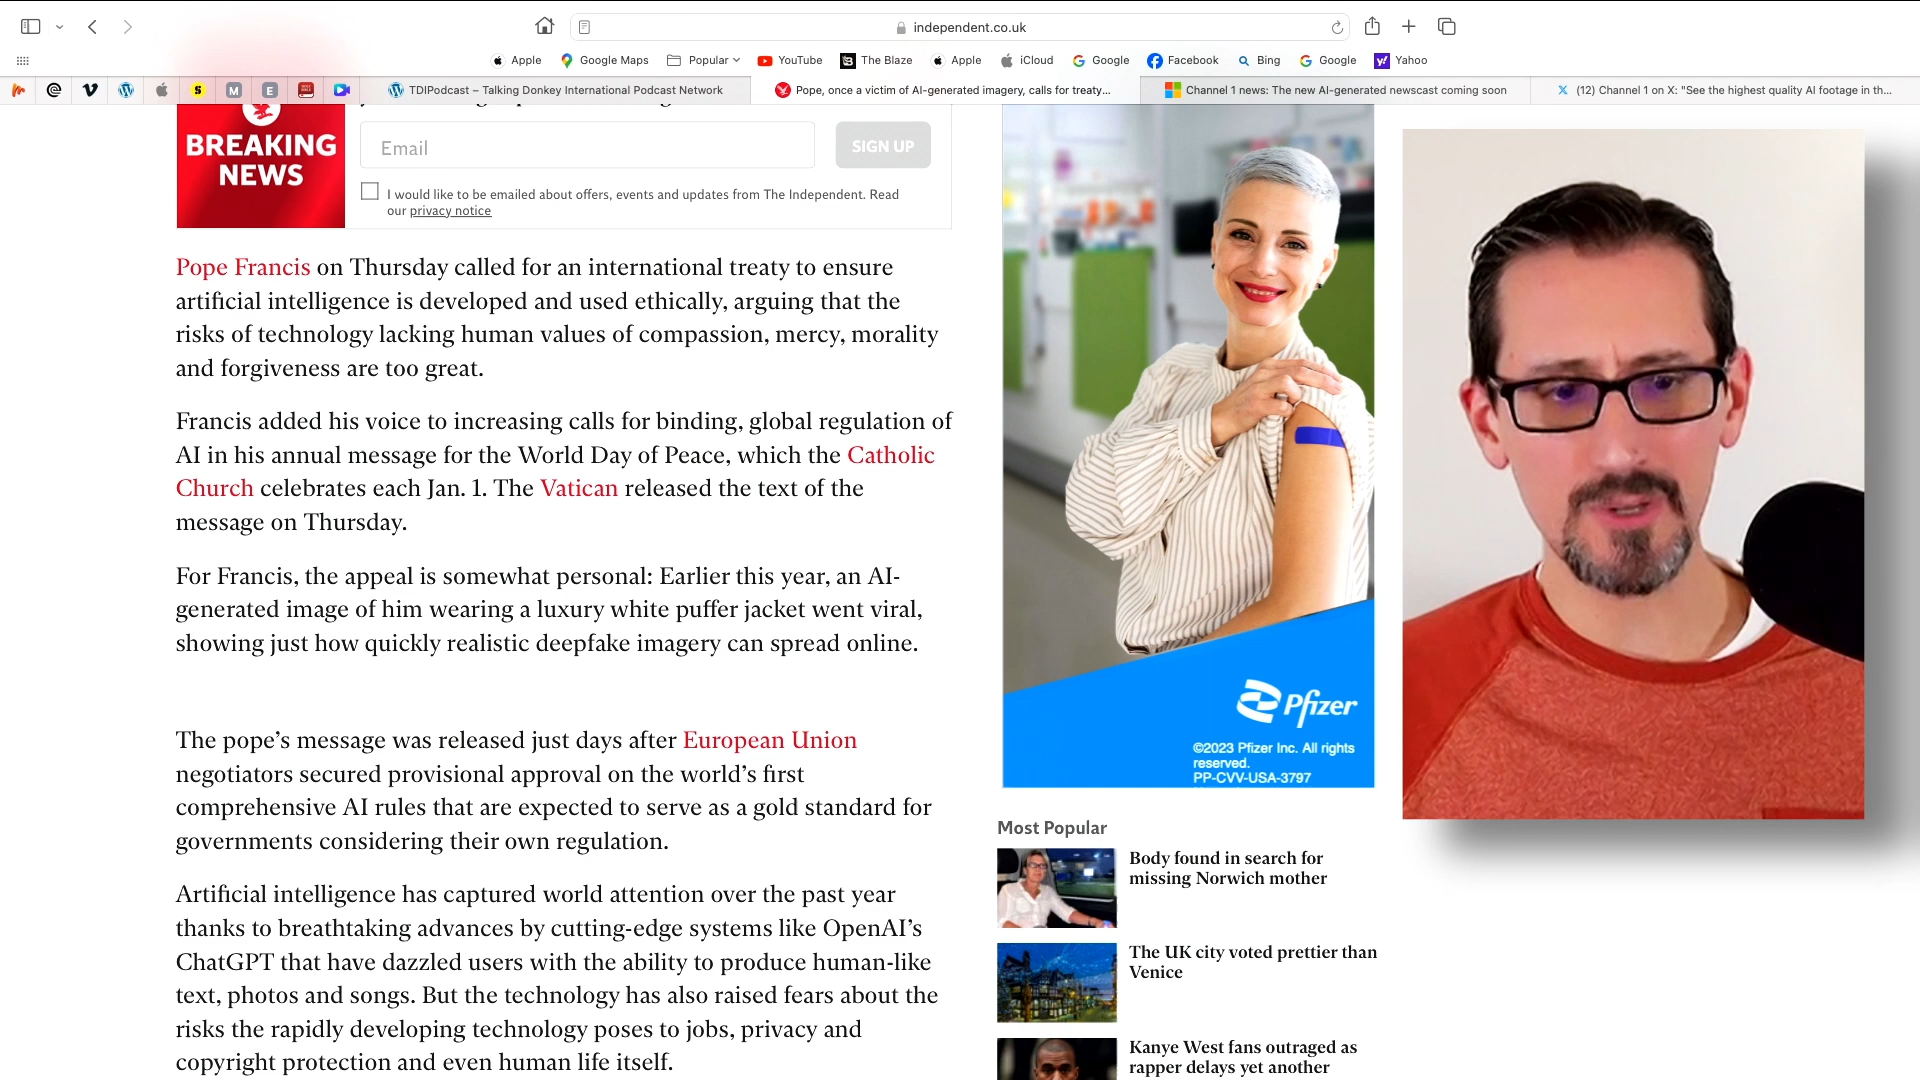 independent.co.uk
Apple
Google Maps
Popular
YouTube
The Blaze
Apple
iCloud
Google
Facebook
Bing
Google
Yahoo
TDIPodcast – Talking Donkey International Podcast Network
Pope, once a victim of AI-generated imagery, calls for treaty...
Channel 1 news: The new AI-generated newscast coming soon
(12) Channel 1 on X: "See the highest quality AI footage in th...
BREAKING
NEWS
Email
SIGN UP
I would like to be emailed about offers, events and updates from The Independent. Read
our privacy notice
Pope Francis on Thursday called for an international treaty to ensure
artificial intelligence is developed and used ethically, arguing that the
risks of technology lacking human values of compassion, mercy, morality
and forgiveness are too great.
Francis added his voice to increasing calls for binding, global regulation of
AI in his annual message for the World Day of Peace, which the Catholic
Church celebrates each Jan. 1. The Vatican released the text of the
message on Thursday.
For Francis, the appeal is somewhat personal: Earlier this year, an AI-
generated image of him wearing a luxury white puffer jacket went viral,
showing just how quickly realistic deepfake imagery can spread online.
The pope's message was released just days after European Union
negotiators secured provisional approval on the world's first
comprehensive AI rules that are expected to serve as a gold standard for
governments considering their own regulation.
Artificial intelligence has captured world attention over the past year
thanks to breathtaking advances by cutting-edge systems like OpenAI's
ChatGPT that have dazzled users with the ability to produce human-like
text, photos and songs. But the technology has also raised fears about the
risks the rapidly developing technology poses to jobs, privacy and
copyright protection and even human life itself.
Pfizer
©2023 Pfizer Inc. All rights
reserved.
PP-CVV-USA-3797
Most Popular
Body found in search for
missing Norwich mother
The UK city voted prettier than
Venice
Kanye West fans outraged as
rapper delays yet another